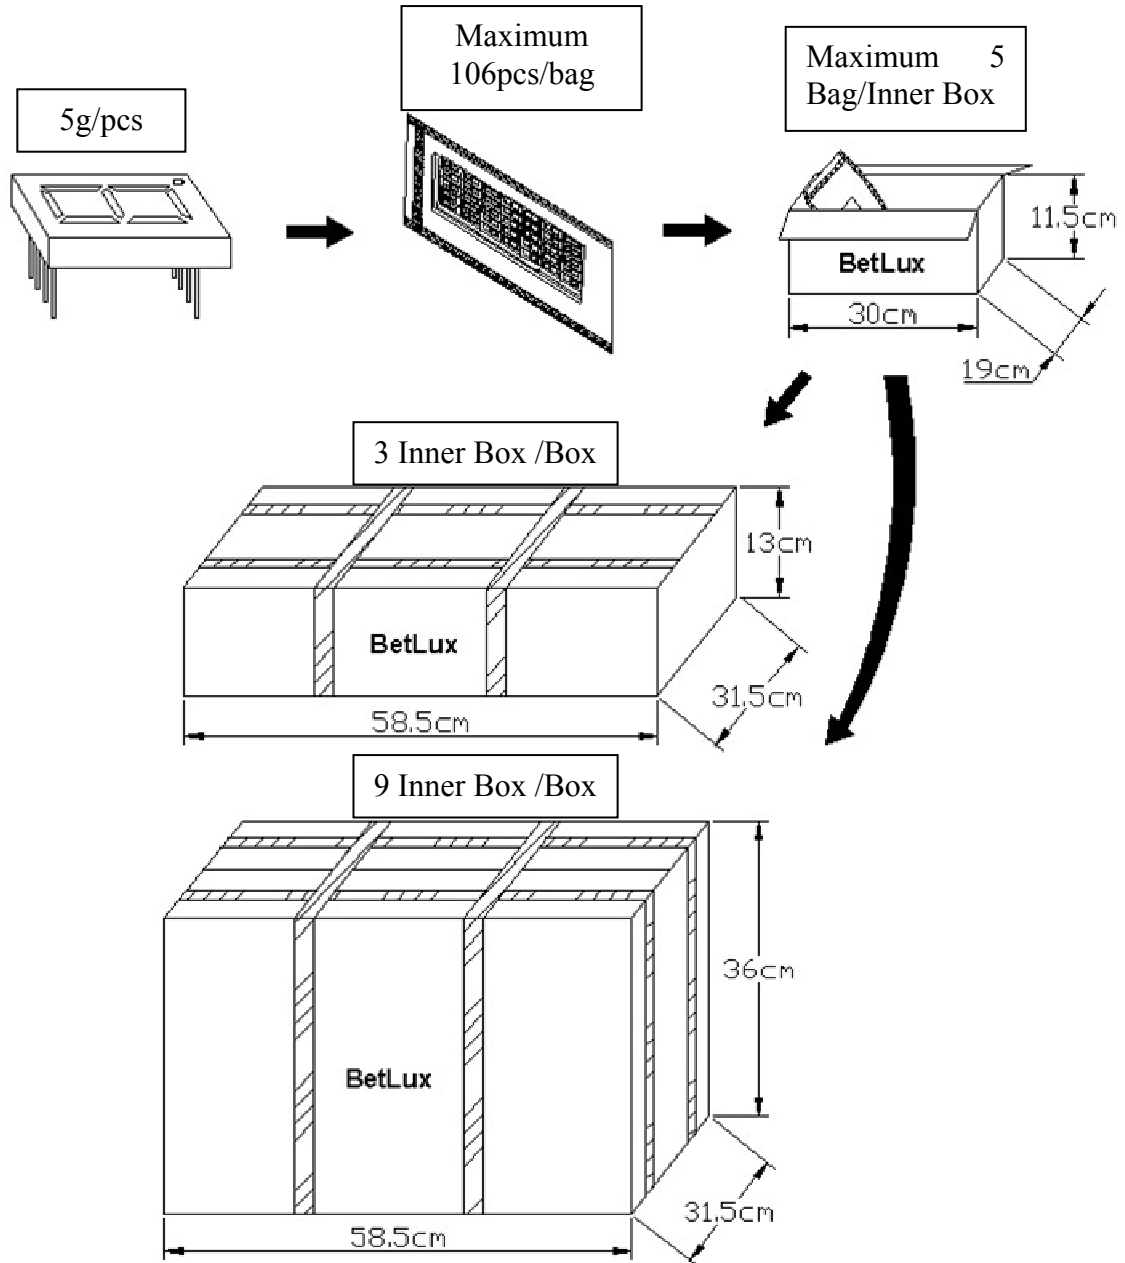 Maximum
106pcs/bag
Maximum 5
Bag/Inner Box
5g/pcs
11.5cm
BetLux
30cm
19cm
3 Inner Box /Box
13cm
BetLux
31.5cm
58.5cm
9 Inner Box /Box
36cm
BetLux
31.5cm
58.5cm